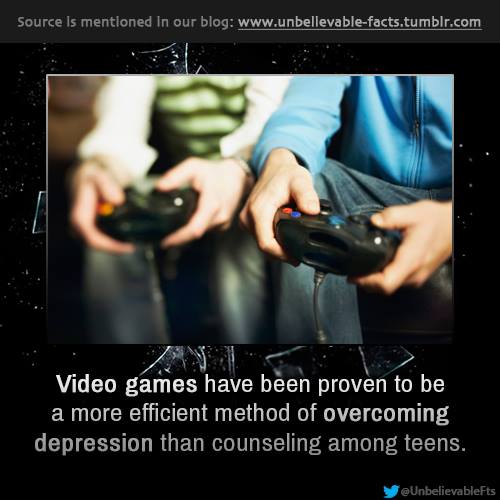 Source is mentioned in our blog: www.unbelievable-facts.tumblr.com
Video games have been proven to be
a more efficient method of overcoming
depression than counseling among teens.
@UnbelievableFts